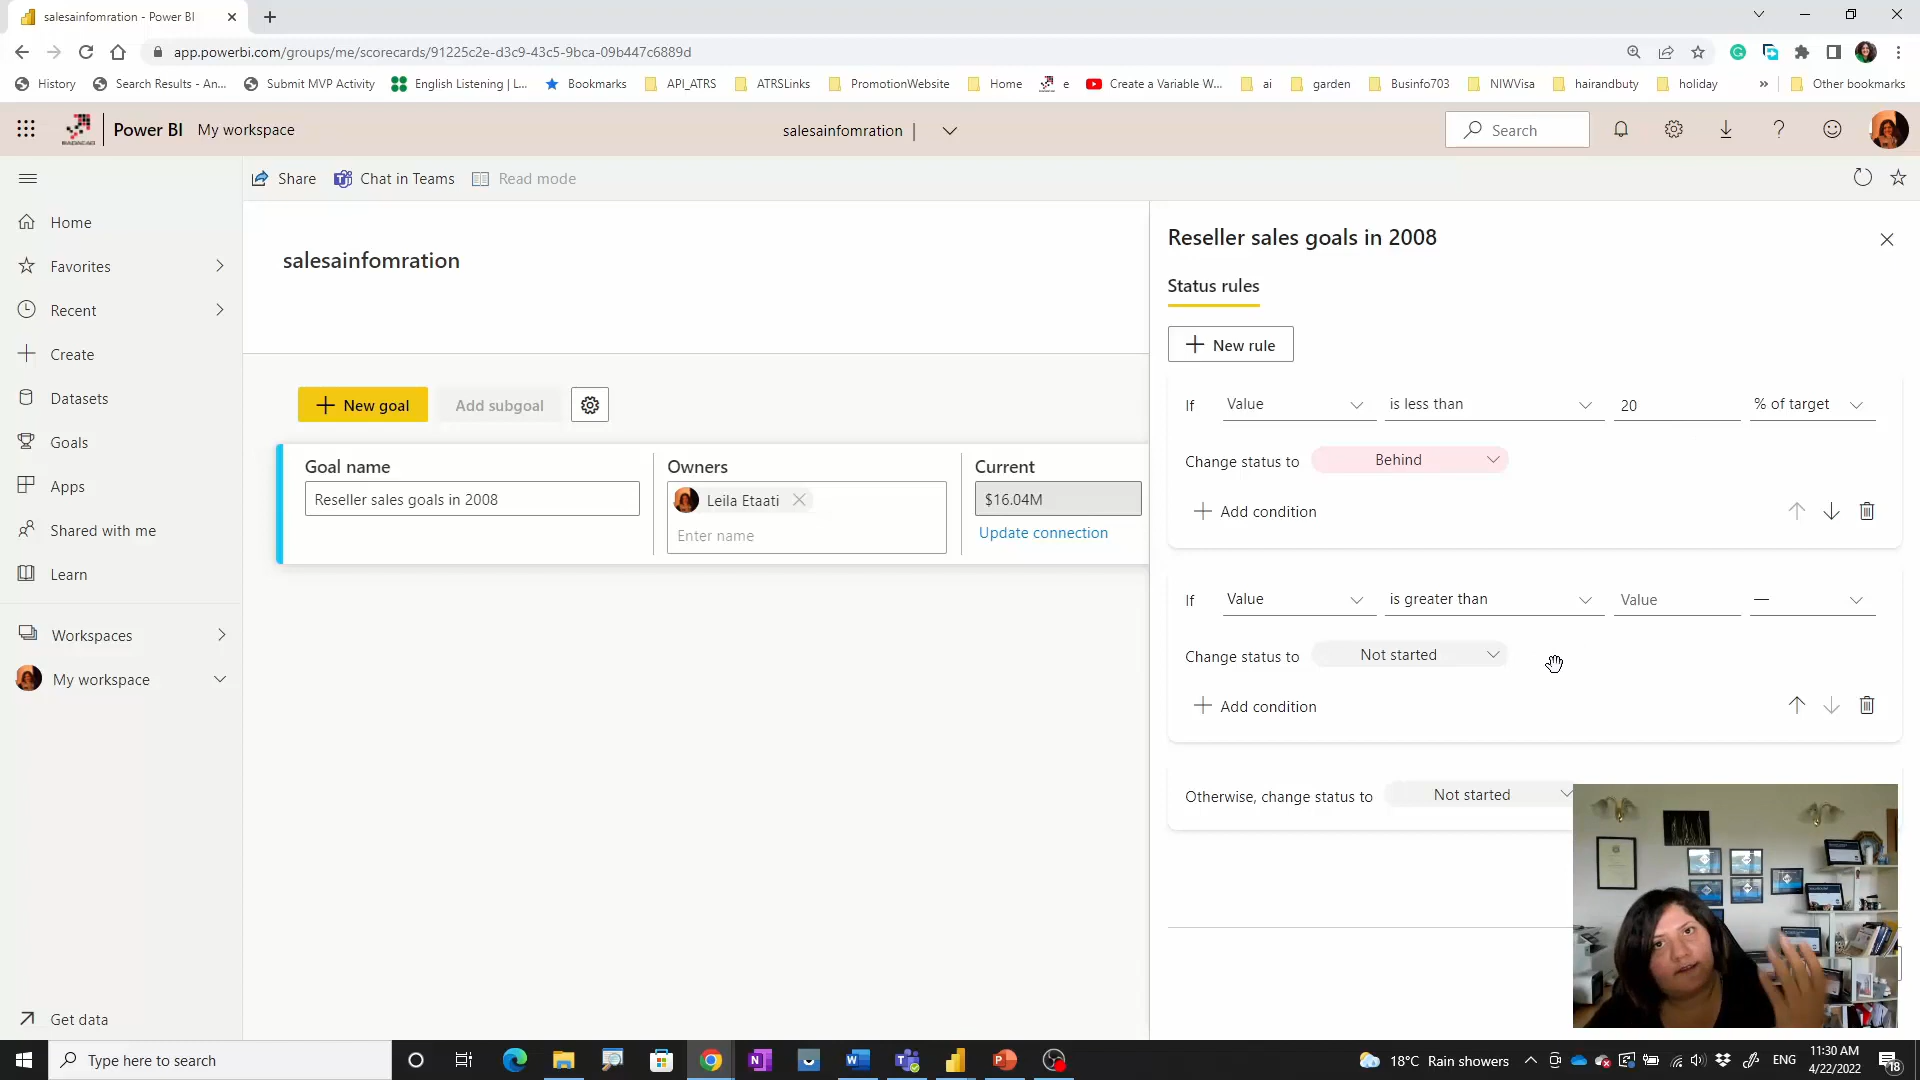 salesainfomration - Power BI
app.powerbi.com/groups/me/scorecards/91225c2e-d3c9-43c5-9bca-09b447c6889d
History Search Results - An... Submit MVP Activity English Listening | L... Bookmarks API_ATRS ATRSLinks PromotionWebsite Home e Create a Variable W... ai garden Businfo703 NIWVisa hairandbuty holiday » Other bookmarks
Power BI My workspace salesainfomration | Search
Share Chat in Teams Read mode
Home
Favorites
Recent
Create
Datasets
Goals
Apps
Shared with me
Learn
Workspaces
My workspace
Get data
salesainfomration
New goal Add subgoal
Goal name Owners Current
Reseller sales goals in 2008 Leila Etaati $16.04M
Enter name Update connection
Reseller sales goals in 2008
Status rules
New rule
If Value is less than 20 % of target
Change status to Behind
Add condition
If Value is greater than Value —
Change status to Not started
Add condition
Otherwise, change status to Not started
Type here to search
18°C Rain showers ENG 11:30 AM
4/22/2022 18